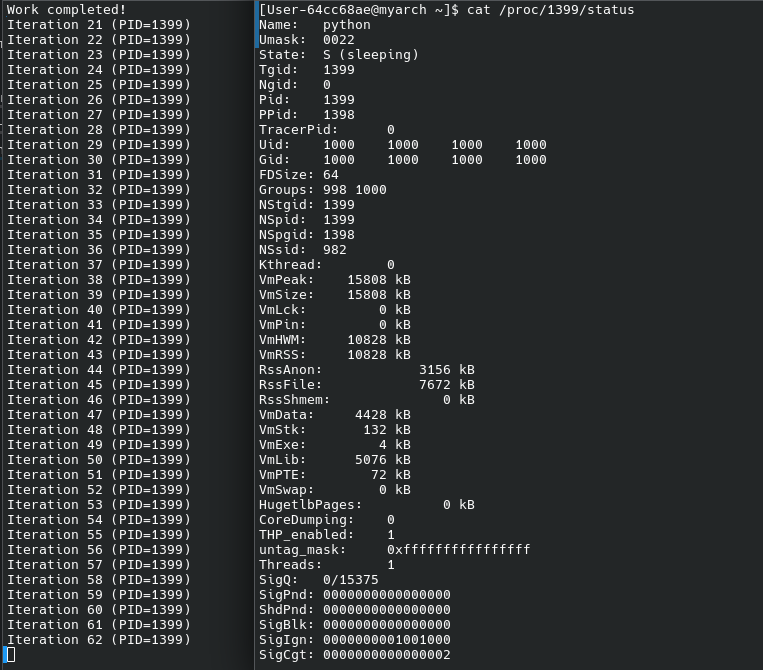 Work completed!
Iteration 21 (PID=1399)
Iteration 22 (PID=1399)
Iteration 23 (PID=1399)
Iteration 24 (PID=1399)
Iteration 25 (PID=1399)
Iteration 26 (PID=1399)
Iteration 27 (PID=1399)
Iteration 28 (PID=1399)
Iteration 29 (PID=1399)
Iteration 30 (PID=1399)
Iteration 31 (PID=1399)
Iteration 32 (PID=1399)
Iteration 33 (PID=1399)
Iteration 34 (PID=1399)
Iteration 35 (PID=1399)
Iteration 36 (PID=1399)
Iteration 37 (PID=1399)
Iteration 38 (PID=1399)
Iteration 39 (PID=1399)
Iteration 40 (PID=1399)
Iteration 41 (PID=1399)
Iteration 42 (PID=1399)
Iteration 43 (PID=1399)
Iteration 44 (PID=1399)
Iteration 45 (PID=1399)
Iteration 46 (PID=1399)
Iteration 47 (PID=1399)
Iteration 48 (PID=1399)
Iteration 49 (PID=1399)
Iteration 50 (PID=1399)
Iteration 51 (PID=1399)
Iteration 52 (PID=1399)
Iteration 53 (PID=1399)
Iteration 54 (PID=1399)
Iteration 55 (PID=1399)
Iteration 56 (PID=1399)
Iteration 57 (PID=1399)
Iteration 58 (PID=1399)
Iteration 59 (PID=1399)
Iteration 60 (PID=1399)
Iteration 61 (PID=1399)
Iteration 62 (PID=1399)
[User-64cc68ae@myarch ~]$ cat /proc/1399/status
Name:   python
Umask:  0022
State:  S (sleeping)
Tgid:   1399
Ngid:   0
Pid:    1399
PPid:   1398
TracerPid:      0
Uid:    1000    1000    1000    1000
Gid:    1000    1000    1000    1000
FDSize: 64
Groups: 998 1000
NStgid: 1399
NSpid:  1399
NSpgid: 1398
NSsid:  982
Kthread:        0
VmPeak:    15808 kB
VmSize:    15808 kB
VmLck:         0 kB
VmPin:         0 kB
VmHWM:     10828 kB
VmRSS:     10828 kB
RssAnon:            3156 kB
RssFile:            7672 kB
RssShmem:              0 kB
VmData:     4428 kB
VmStk:       132 kB
VmExe:         4 kB
VmLib:      5076 kB
VmPTE:        72 kB
VmSwap:        0 kB
HugetlbPages:          0 kB
CoreDumping:    0
THP_enabled:    1
untag_mask:     0xffffffffffffffff
Threads:        1
SigQ:   0/15375
SigPnd: 0000000000000000
ShdPnd: 0000000000000000
SigBlk: 0000000000000000
SigIgn: 0000000001001000
SigCgt: 0000000000000002